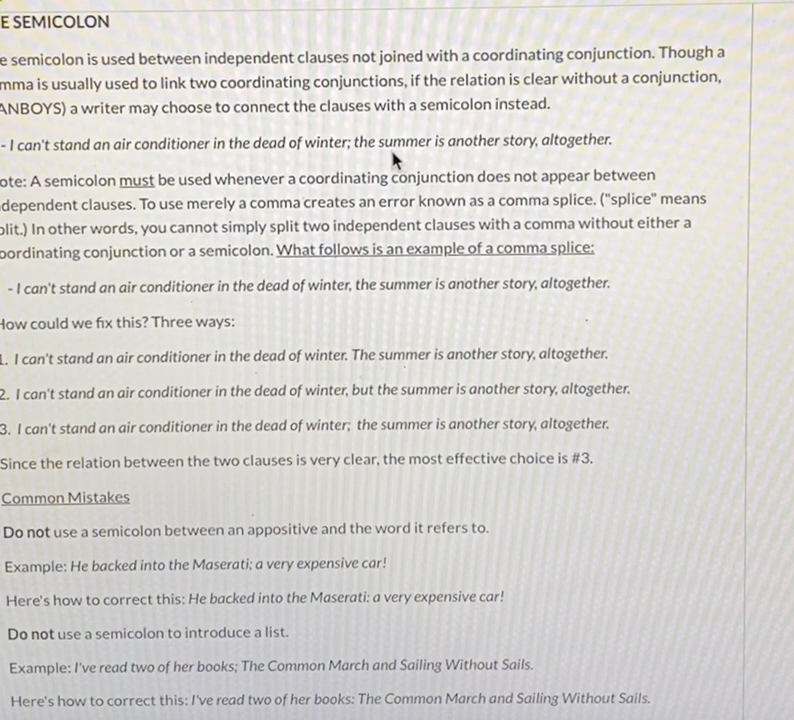 E SEMICOLON
e semicolon is used between independent clauses not joined with a coordinating conjunction. Though a
mma is usually used to link two coordinating conjunctions, if the relation is clear without a conjunction,
ANBOYS) a writer may choose to connect the clauses with a semicolon instead.
- I can't stand an air conditioner in the dead of winter; the summer is another story, altogether.
ote: A semicolon must be used whenever a coordinating conjunction does not appear between
dependent clauses. To use merely a comma creates an error known as a comma splice. ("splice" means
plit.) In other words, you cannot simply split two independent clauses with a comma without either a
oordinating conjunction or a semicolon. What follows is an example of a comma splice:
- I can't stand an air conditioner in the dead of winter, the summer is another story, altogether.
How could we fix this? Three ways:
1. I can't stand an air conditioner in the dead of winter. The summer is another story, altogether.
2. I can't stand an air conditioner in the dead of winter, but the summer is another story, altogether.
3. I can't stand an air conditioner in the dead of winter; the summer is another story, altogether.
Since the relation between the two clauses is very clear, the most effective choice is #3.
Common Mistakes
Do not use a semicolon between an appositive and the word it refers to.
Example: He backed into the Maserati; a very expensive car!
Here's how to correct this: He backed into the Maserati: a very expensive car!
Do not use a semicolon to introduce a list.
Example: I've read two of her books; The Common March and Sailing Without Sails.
Here's how to correct this: I've read two of her books: The Common March and Sailing Without Sails.